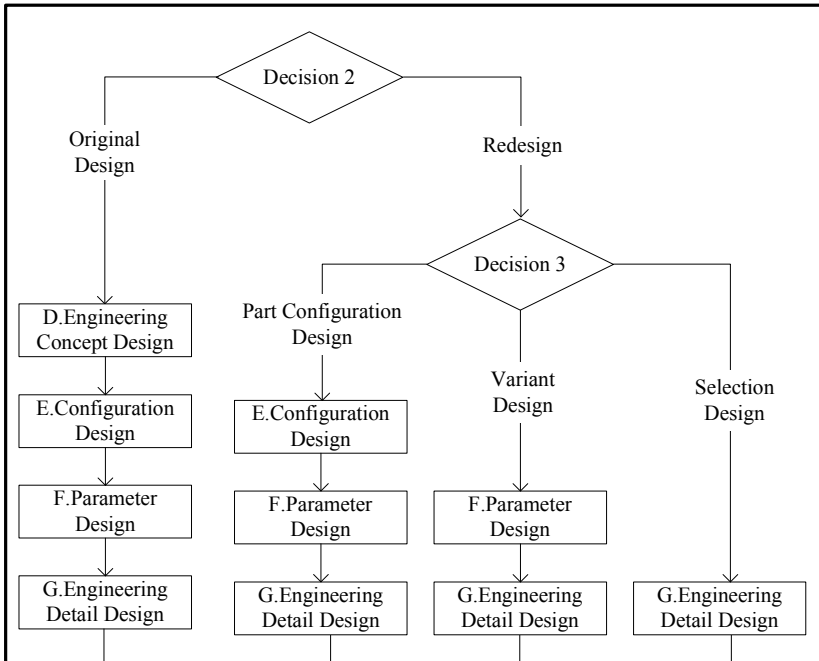 Decision 2
Original
Design
Redesign
Decision 3
Part Configuration
Design
Variant
Design
Selection
Design
D.Engineering
Concept Design
E.Configuration
Design
F.Parameter
Design
G.Engineering
Detail Design
E.Configuration
Design
F.Parameter
Design
G.Engineering
Detail Design
F.Parameter
Design
G.Engineering
Detail Design
G.Engineering
Detail Design